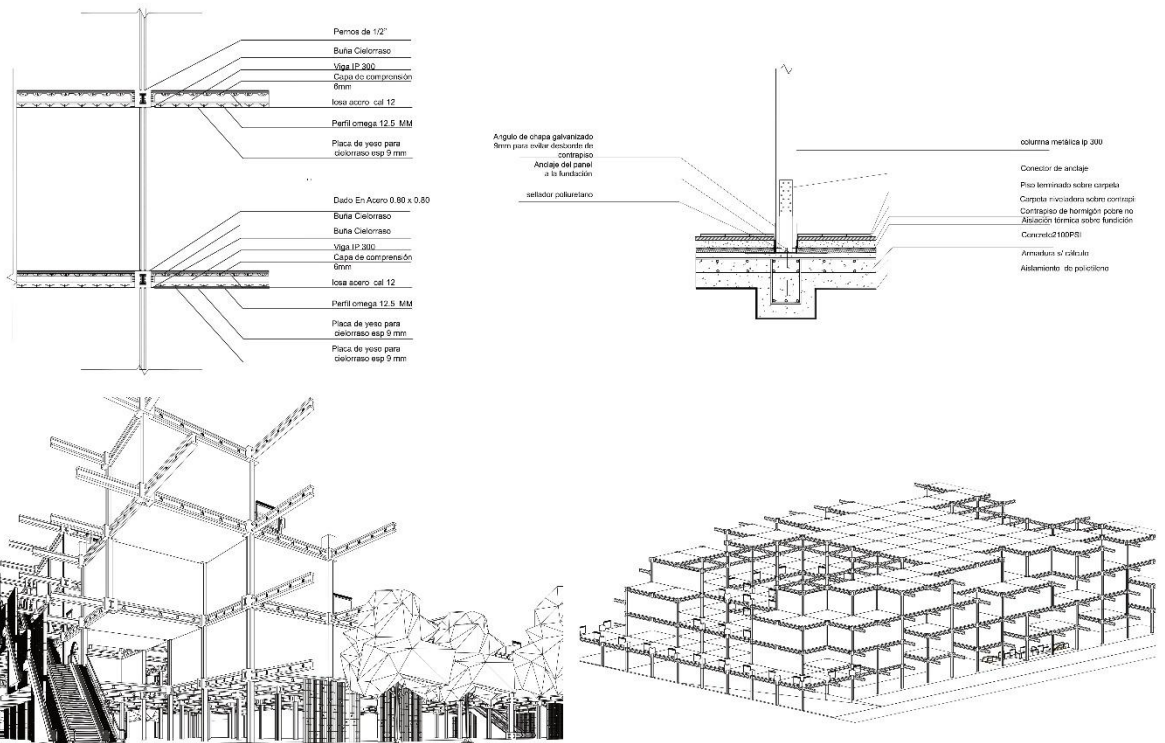 Pernos de 1/2"
Buña Cielorraso
Viga IP 300
Capa de comprensión
6mm
losa acero cal 12
Perfil omega 12.5 MM
Placa de yeso para
cielorraso esp 9 mm
Dado En Acero 0.80 x 0.80
Buña Cielorraso
Buña Cielorraso
Viga IP 300
Capa de comprensión
6mm
losa acero cal 12
Perfil omega 12.5 MM
Placa de yeso para
cielorraso esp 9 mm
Placa de yeso para
cielorraso esp 9 mm
Angulo de chapa galvanizado
9mm para evilar desborde de
contrapiso
Anclaje del panel
a la fundación
sellador poliuretano
columna metálica ip 300
Conector de anclaje
Piso terminado sobre carpeta
Carpeta niveladora sobre contrapi
Contrapiso de hormigón pobre no
Aislación térmica sobre fundición
Concreto2100PSI
Armadura s/ cálculo
Aislamiento de polietileno